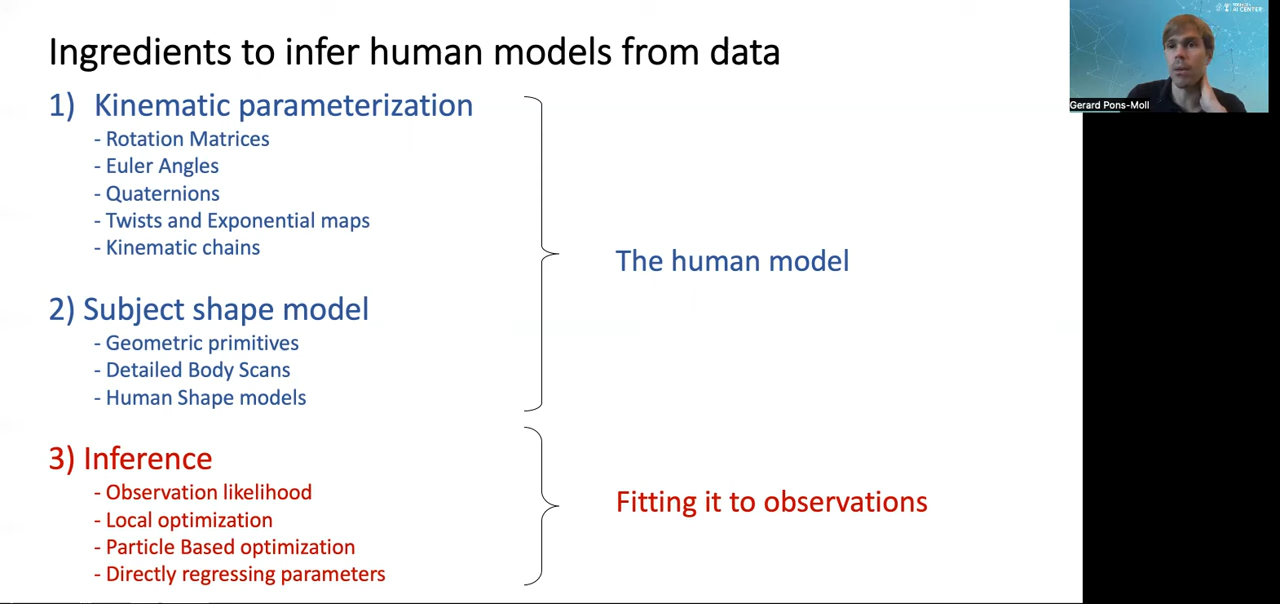 Ingredients to infer human models from data
1) Kinematic parameterization
- Rotation Matrices
- Euler Angles
- Quaternions
- Twists and Exponential maps
- Kinematic chains
The human model
2) Subject shape model
- Geometric primitives
- Detailed Body Scans
- Human Shape models
3) Inference
- Observation likelihood
- Local optimization
- Particle Based optimization
- Directly regressing parameters
Fitting it to observations
AI CENTER
Gerard Pons-Moll